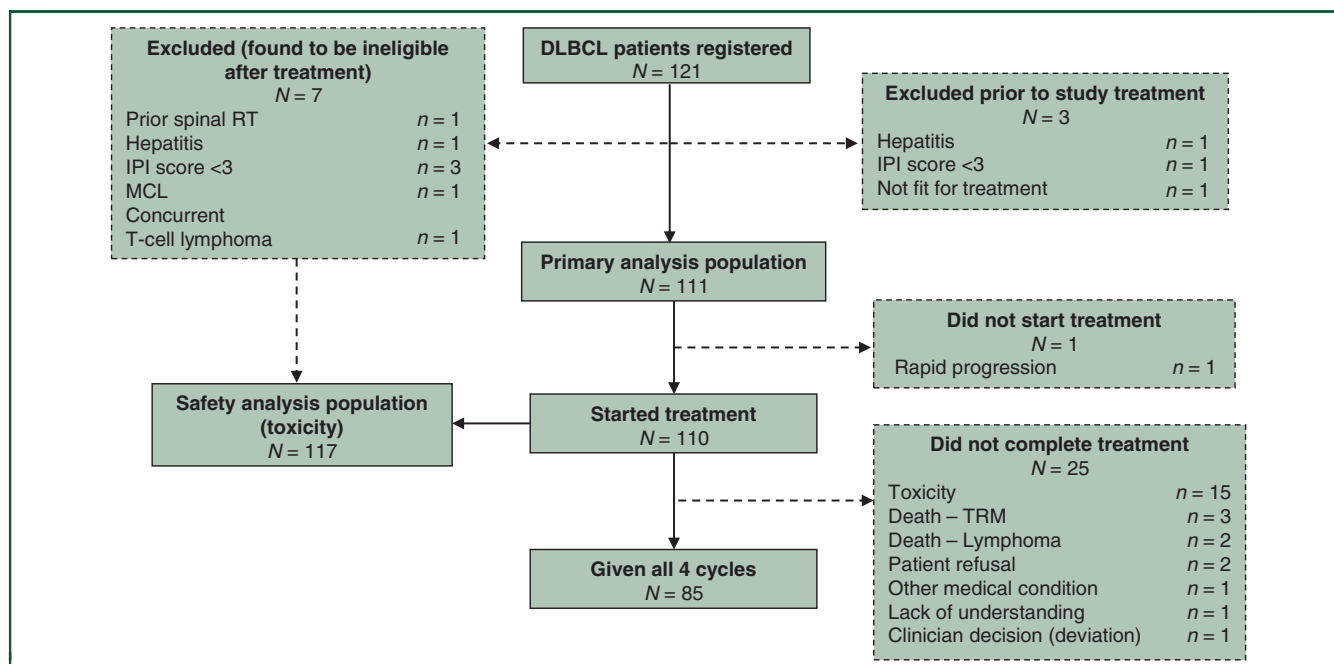 Excluded (found to be ineligible
after treatment)
N = 7
Prior spinal RT n = 1
Hepatitis n = 1
IPI score <3 n = 3
MCL n = 1
Concurrent
T-cell lymphoma n = 1
DLBCL patients registered
N = 121
Excluded prior to study treatment
N = 3
Hepatitis n = 1
IPI score <3 n = 1
Not fit for treatment n = 1
Primary analysis population
N = 111
Did not start treatment
N = 1
Rapid progression n = 1
Safety analysis population
(toxicity)
N = 117
Started treatment
N = 110
Did not complete treatment
N = 25
Toxicity n = 15
Death – TRM n = 3
Death – Lymphoma n = 2
Patient refusal n = 2
Other medical condition n = 1
Lack of understanding n = 1
Clinician decision (deviation) n = 1
Given all 4 cycles
N = 85